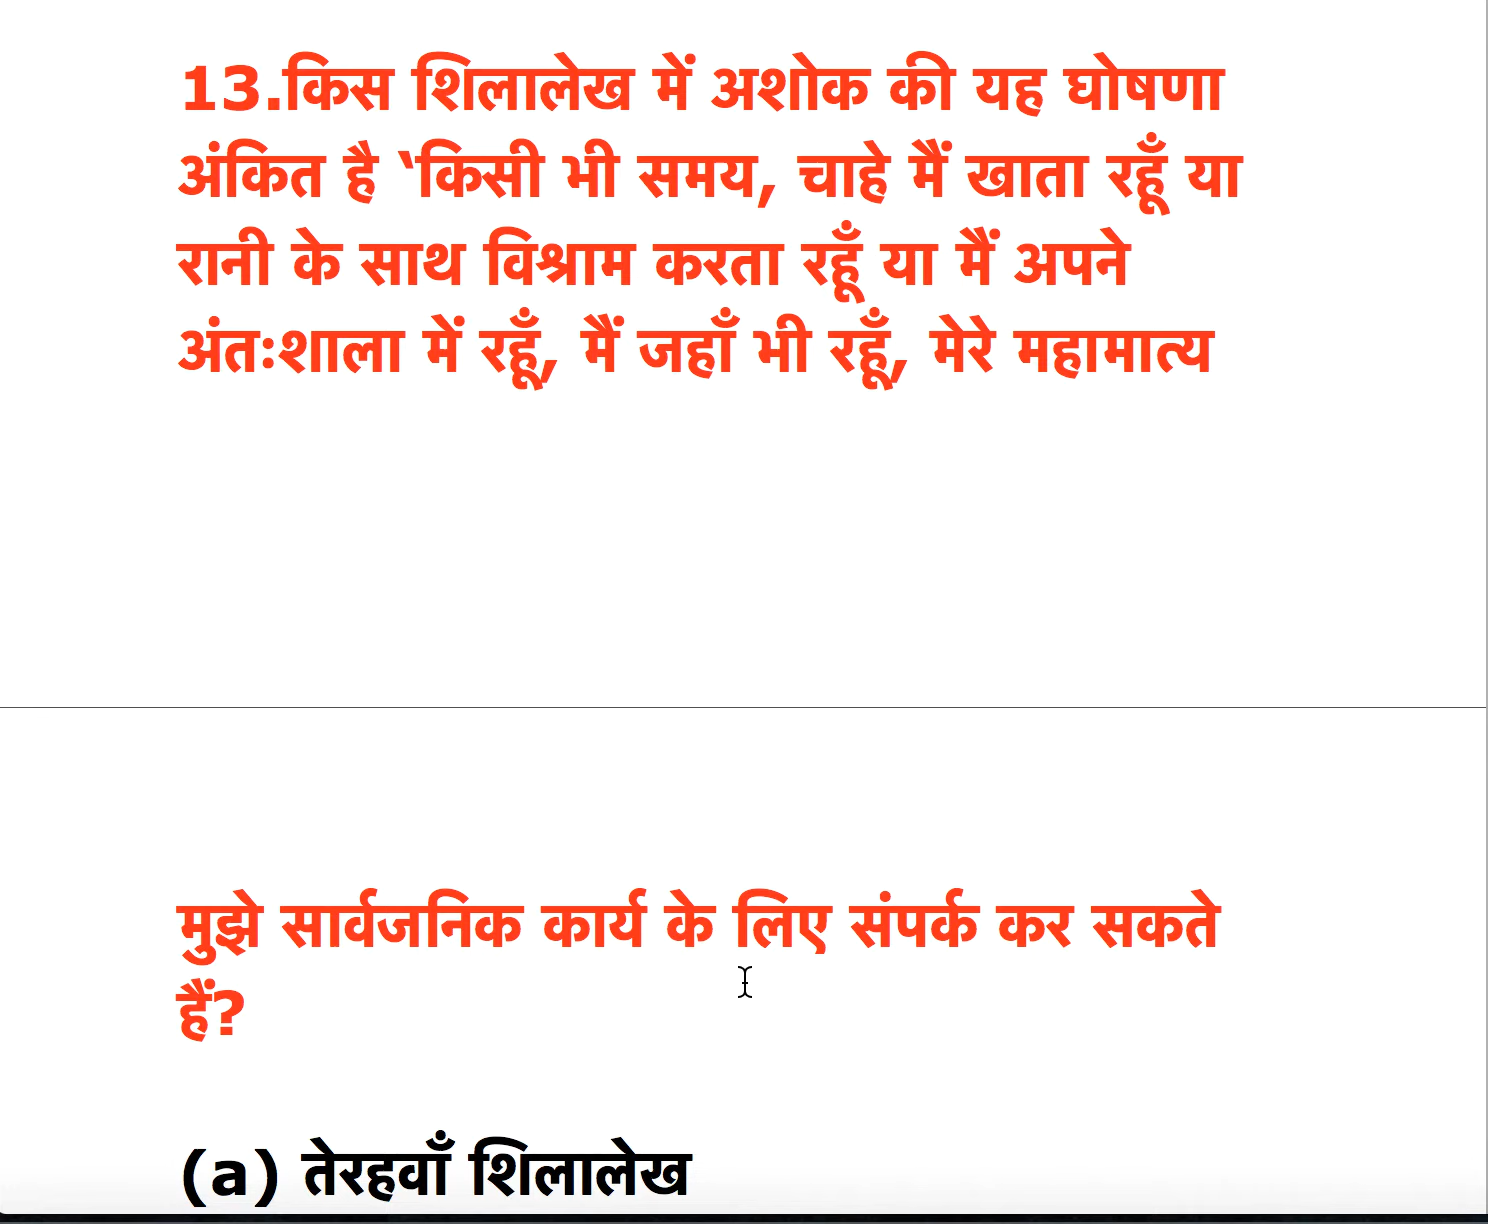 13.किस शिलालेख में अशोक की यह घोषणा
अंकित है ‘किसी भी समय, चाहे मैं खाता रहूँ या
रानी के साथ विश्राम करता रहूँ या मैं अपने
अंतःशाला में रहूँ, मैं जहाँ भी रहूँ, मेरे महामात्य
मुझे सार्वजनिक कार्य के लिए संपर्क कर सकते
हैं?
(a) तेरहवाँ शिलालेख